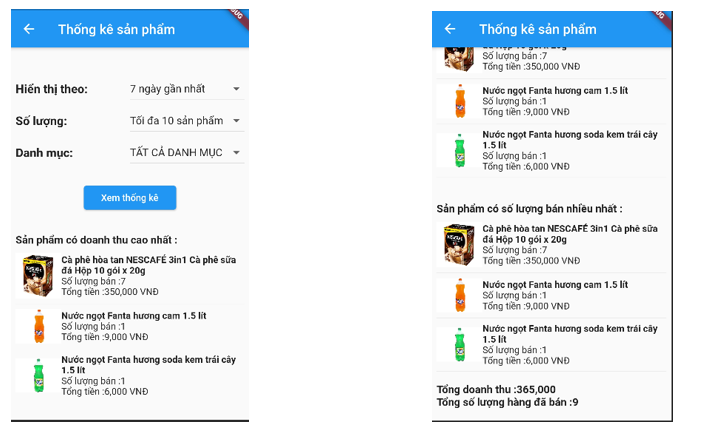 Thống kê sản phẩm
Hiển thị theo:
7 ngày gần nhất
Số lượng:
Tối đa 10 sản phẩm
Danh mục:
TẤT CẢ DANH MỤC
Xem thống kê
Sản phẩm có doanh thu cao nhất :
Cà phê hòa tan NESCAFÉ 3in1 Cà phê sữa
đá Hộp 10 gói x 20g
Số lượng bán :7
Tổng tiền :350,000 VNĐ
Nước ngọt Fanta hương cam 1.5 lít
Số lượng bán :1
Tổng tiền :9,000 VNĐ
Nước ngọt Fanta hương soda kem trái cây
1.5 lít
Số lượng bán :1
Tổng tiền :6,000 VNĐ
Thống kê sản phẩm
đá Hộp 10 gói x 20g
Số lượng bán :7
Tổng tiền :350,000 VNĐ
Nước ngọt Fanta hương cam 1.5 lít
Số lượng bán :1
Tổng tiền :9,000 VNĐ
Nước ngọt Fanta hương soda kem trái cây
1.5 lít
Số lượng bán :1
Tổng tiền :6,000 VNĐ
Sản phẩm có số lượng bán nhiều nhất :
Cà phê hòa tan NESCAFÉ 3in1 Cà phê sữa
đá Hộp 10 gói x 20g
Số lượng bán :7
Tổng tiền :350,000 VNĐ
Nước ngọt Fanta hương cam 1.5 lít
Số lượng bán :1
Tổng tiền :9,000 VNĐ
Nước ngọt Fanta hương soda kem trái cây
1.5 lít
Số lượng bán :1
Tổng tiền :6,000 VNĐ
Tổng doanh thu :365,000
Tổng số lượng hàng đã bán :9